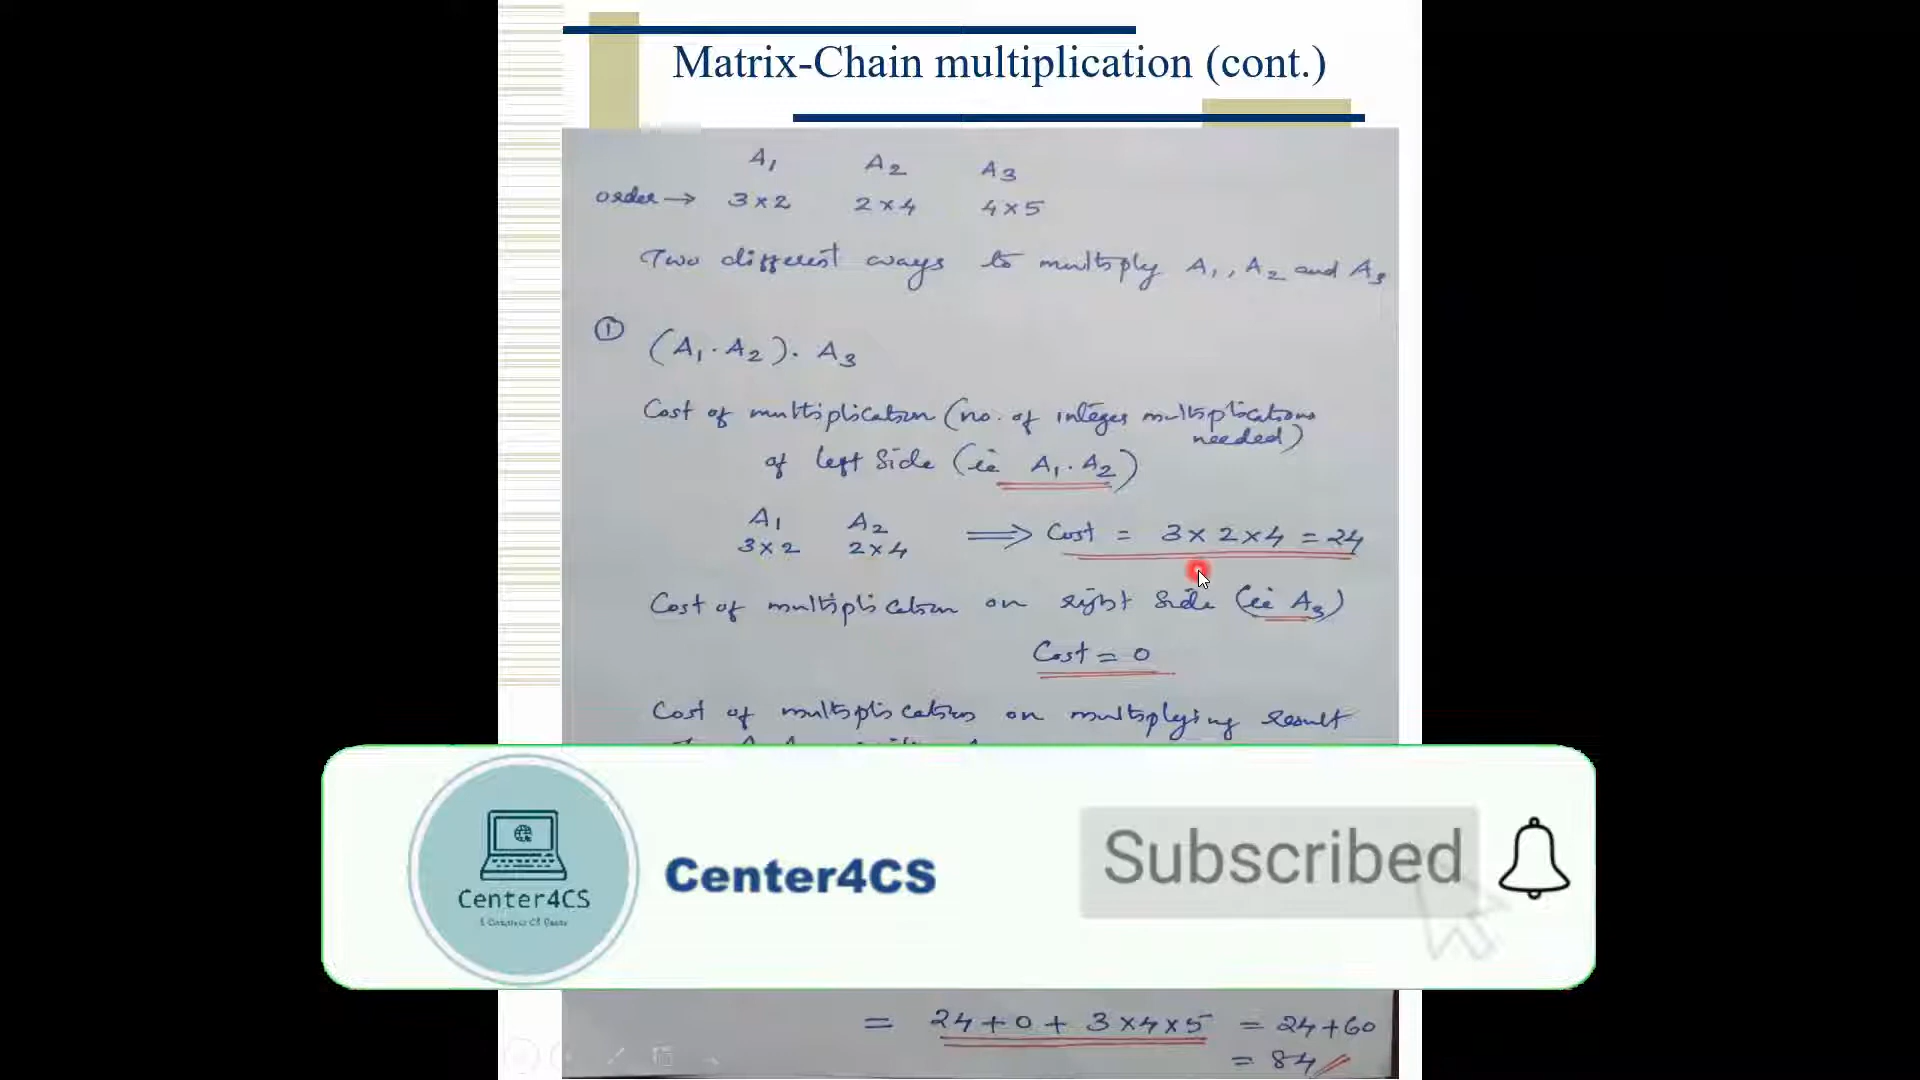 Matrix-Chain multiplication (cont.)
A1 A2 A3
order → 3×2 2×4 4×5
Two different ways to multiply A1, A2 and A3
① (A1 . A2) . A3
Cost of multiplication (no. of integer multiplications needed)
of left side (ie A1 . A2)
A1 A2
3×2 2×4 ⟹ Cost = 3×2×4 = 24
Cost of multiplication on right side (ie A3)
Cost = 0
Cost of multiplication on multiplying result
Center4CS
Center4CS
Subscribed
= 24+0+ 3×4×5 = 24+60
= 84